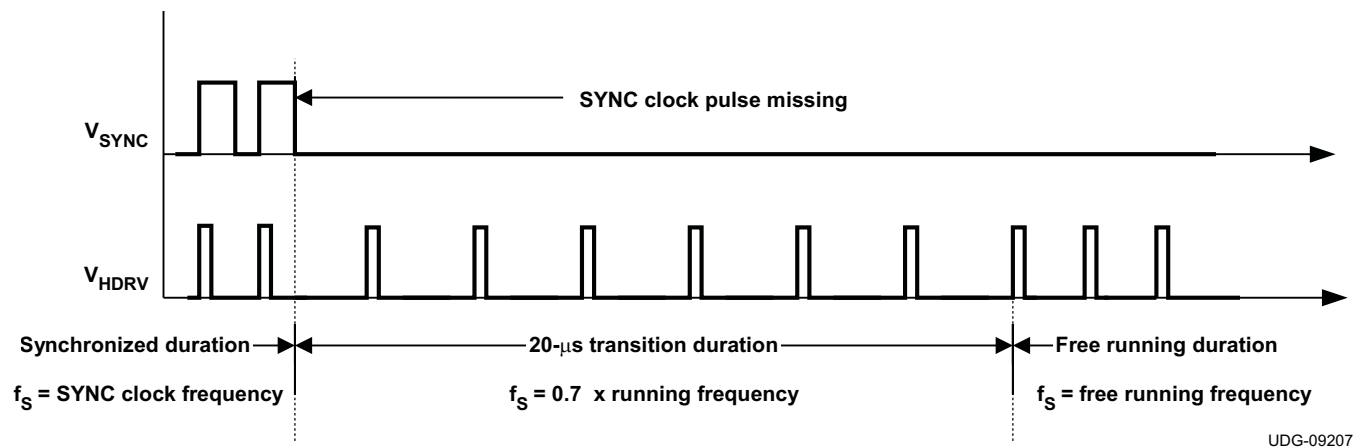 SYNC clock pulse missing
VSYNC
VHDRV
Synchronized duration
20-μs transition duration
Free running duration
fS = SYNC clock frequency
fS = 0.7 x running frequency
fS = free running frequency
UDG-09207